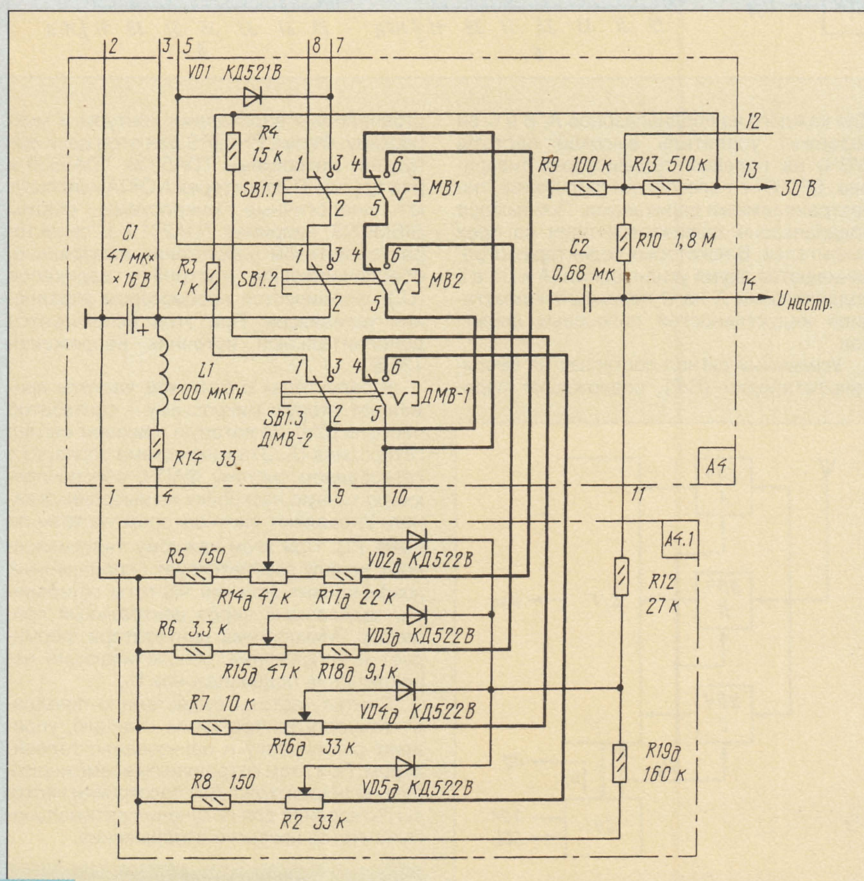 2 3 5 8 7
VD1 КД521В
R4
15 к
12
R9 100 к R13 510 к
13
30 В
1 3 4 6
SB1.1
МВ1
2 5
R10 1,8 М
С1
47 мк×
×16 В
R3
1 к
1 3 4 6
SB1.2
МВ2
2 5
С2
0,68 мк
14
Uнастр.
+
L1
200 мкГн
1 3 4 6
SB1.3
ДМВ-2
ДМВ-1
2 5
R14 33
А4
1 4 9 10 11
А4.1
R5 750
VD2д КД522В
R14д 47 к R17д 22 к
R12
27 к
R6 3,3 к
VD3д КД522В
R15д 47 к R18д 9,1 к
R7 10 к
VD4д КД522В
R16д 33 к
R19д
160 к
R8 150
VD5д КД522В
R2 33 к